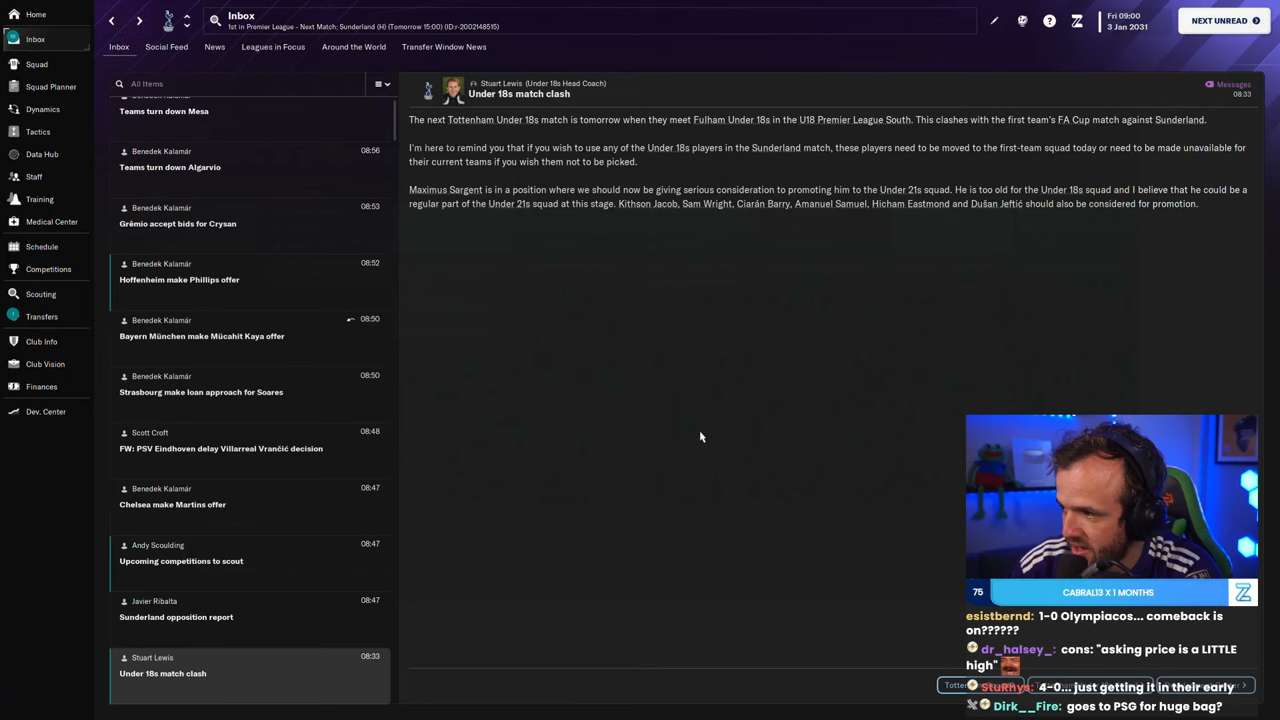 Home
Inbox
Squad
Squad Planner
Dynamics
Tactics
Data Hub
Staff
Training
Medical Center
Schedule
Competitions
Scouting
Transfers
Club Info
Club Vision
Finances
Dev. Center
Inbox
1st in Premier League - Next Match: Sunderland (H) (Tomorrow 15:00) (ID:r-2002148515)
Fri 09:00
3 Jan 2031
NEXT UNREAD
Inbox Social Feed News Leagues in Focus Around the World Transfer Window News
All Items
Benedek Kalamár
Teams turn down Mesa
Benedek Kalamár 08:56
Teams turn down Algarvio
Benedek Kalamár 08:53
Grêmio accept bids for Crysan
Benedek Kalamár 08:52
Hoffenheim make Phillips offer
Benedek Kalamár 08:50
Bayern München make Mücahit Kaya offer
Benedek Kalamár 08:50
Strasbourg make loan approach for Soares
Scott Croft 08:48
FW: PSV Eindhoven delay Villarreal Vrančić decision
Benedek Kalamár 08:47
Chelsea make Martins offer
Andy Scoulding 08:47
Upcoming competitions to scout
Javier Ribalta 08:47
Sunderland opposition report
Stuart Lewis 08:33
Under 18s match clash
Stuart Lewis (Under 18s Head Coach)
Under 18s match clash
Messages
08:33
The next Tottenham Under 18s match is tomorrow when they meet Fulham Under 18s in the U18 Premier League South. This clashes with the first team's FA Cup match against Sunderland.
I'm here to remind you that if you wish to use any of the Under 18s players in the Sunderland match, these players need to be moved to the first-team squad today or need to be made unavailable for
their current teams if you wish them not to be picked.
Maximus Sargent is in a position where we should now be giving serious consideration to promoting him to the Under 21s squad. He is too old for the Under 18s squad and I believe that he could be a
regular part of the Under 21s squad at this stage. Kithson Jacob, Sam Wright, Ciarán Barry, Amanuel Samuel, Hicham Eastmond and Dušan Jeftić should also be considered for promotion.
75 CABRAL13 X 1 MONTHS
esistbernd: 1-0 Olympiacos... comeback is
on??????
dr_halsey_: cons: "asking price is a LITTLE
high"
StuRhys: 4-0... just getting it in their early
Dirk__Fire: goes to PSG for huge bag?